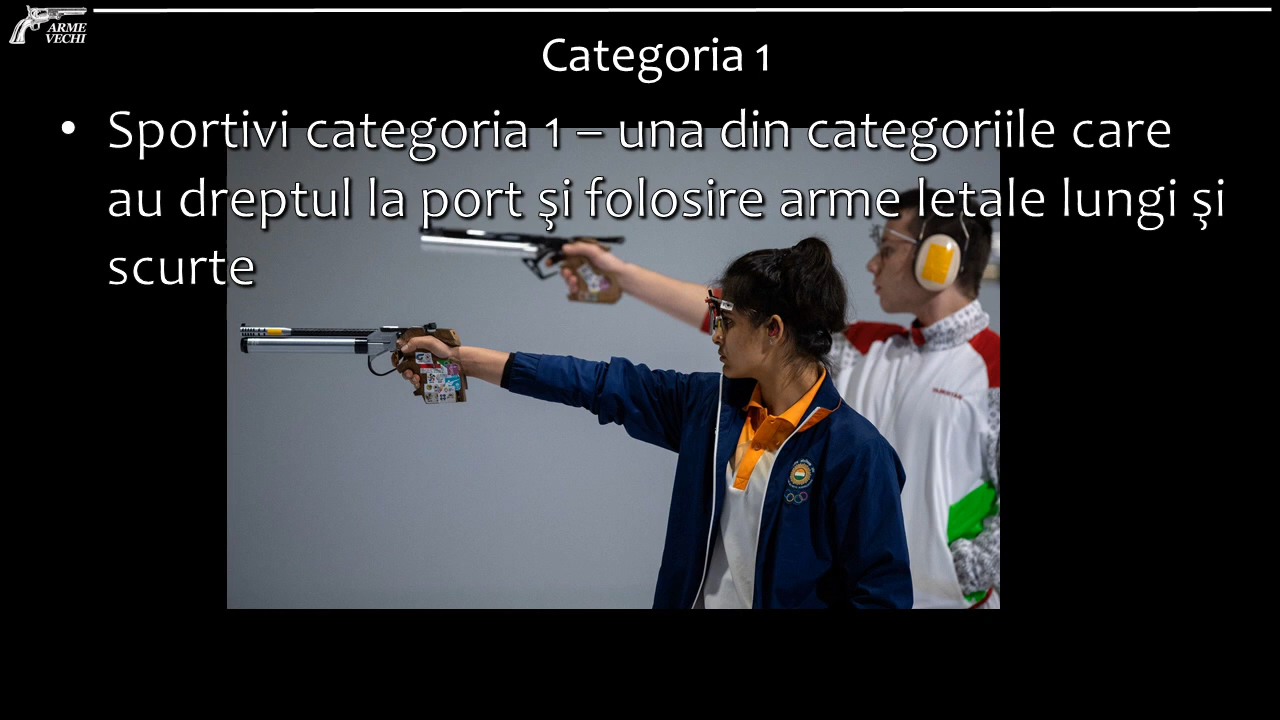 ARME
VECHI
Categoria 1
• Sportivi categoria 1 – una din categoriile care
au dreptul la port şi folosire arme letale lungi şi
scurte